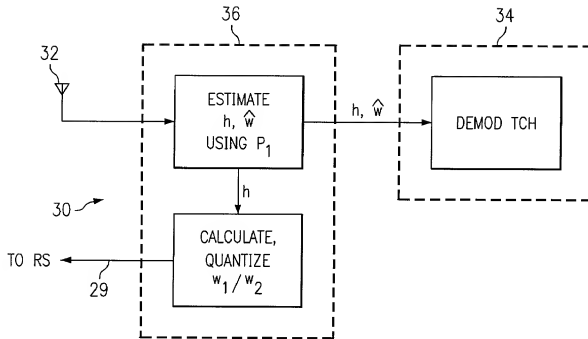 36
34
32
ESTIMATE
h, ŵ
USING P₁
h, ŵ
DEMOD TCH
h
30
CALCULATE,
QUANTIZE
w₁/w₂
TO RS
29